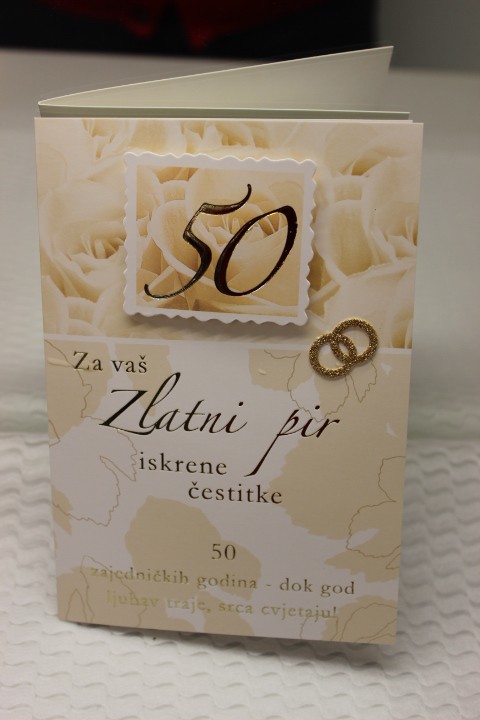 50
Za vaš
Zlatni pir
iskrene
čestitke
50
zajedničkih godina - dok god
ljubav traje, srca cvjetaju!